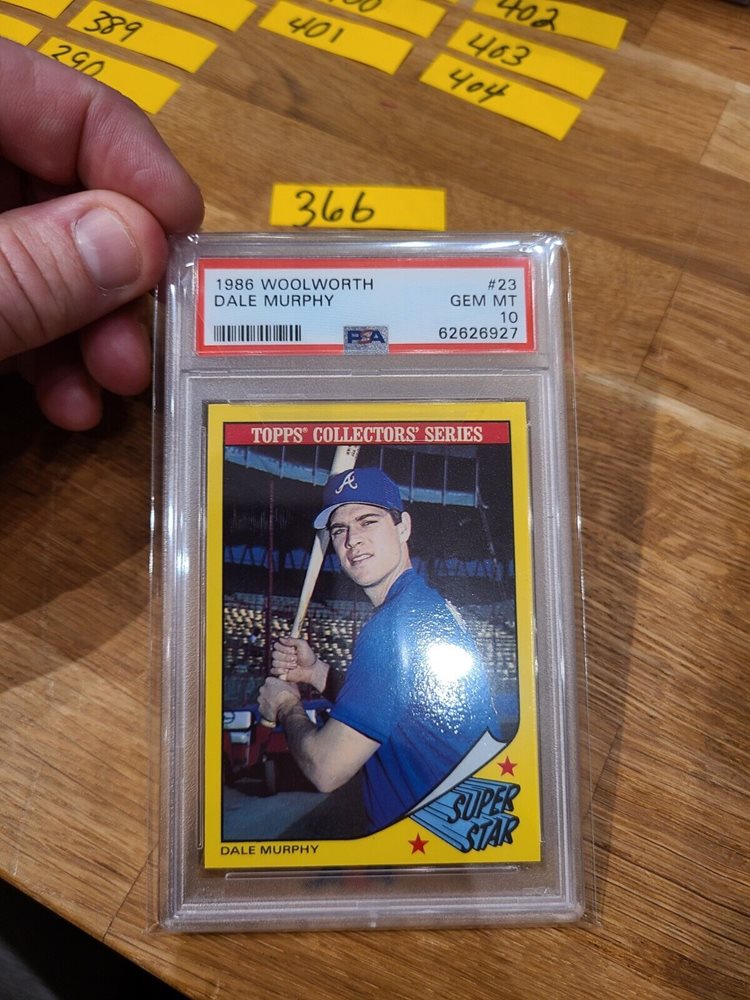 389
401
402
403
290
404
366
1986 WOOLWORTH #23
DALE MURPHY GEM MT
10
PSA 62626927
TOPPS® COLLECTORS' SERIES
A
SUPER
STAR
DALE MURPHY